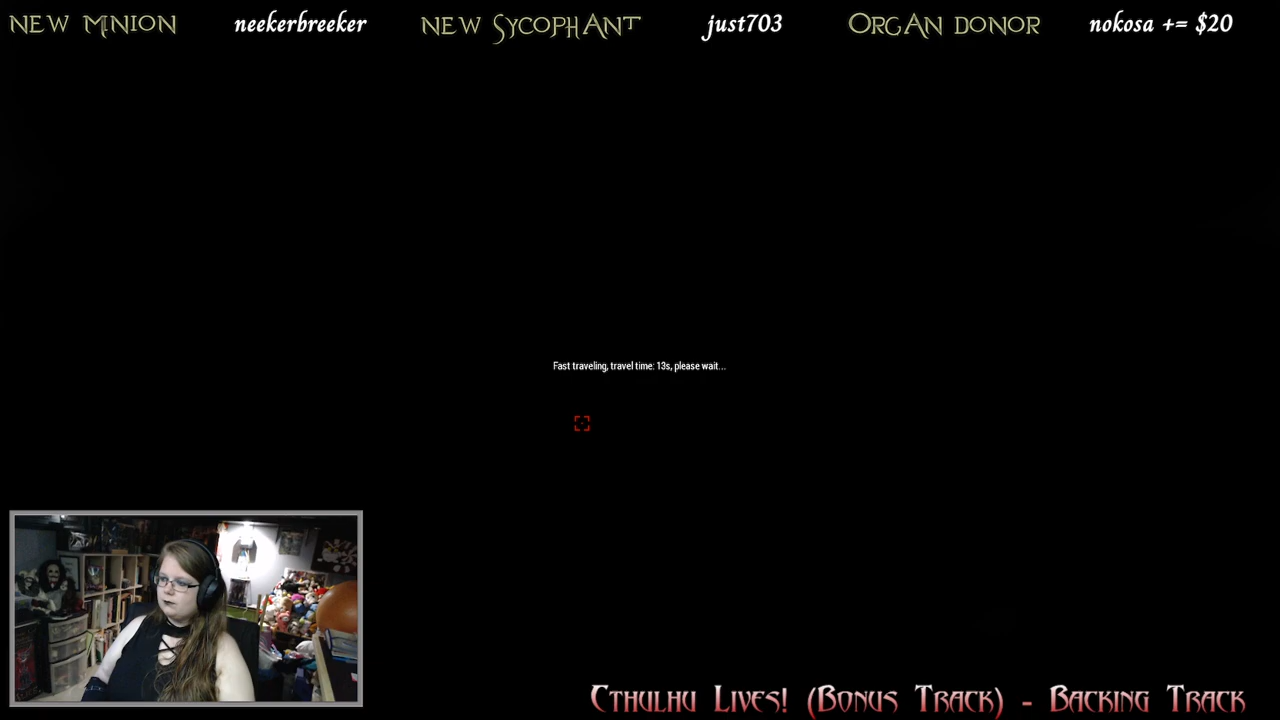 NEW MINION neekerbreeker NEW SYCOPHANT just703 ORGAN DONOR nokosa += $20
Fast traveling, travel time: 13s, please wait...
CTHULHU LIVES! (BONUS TRACK) - BACKING TRACK